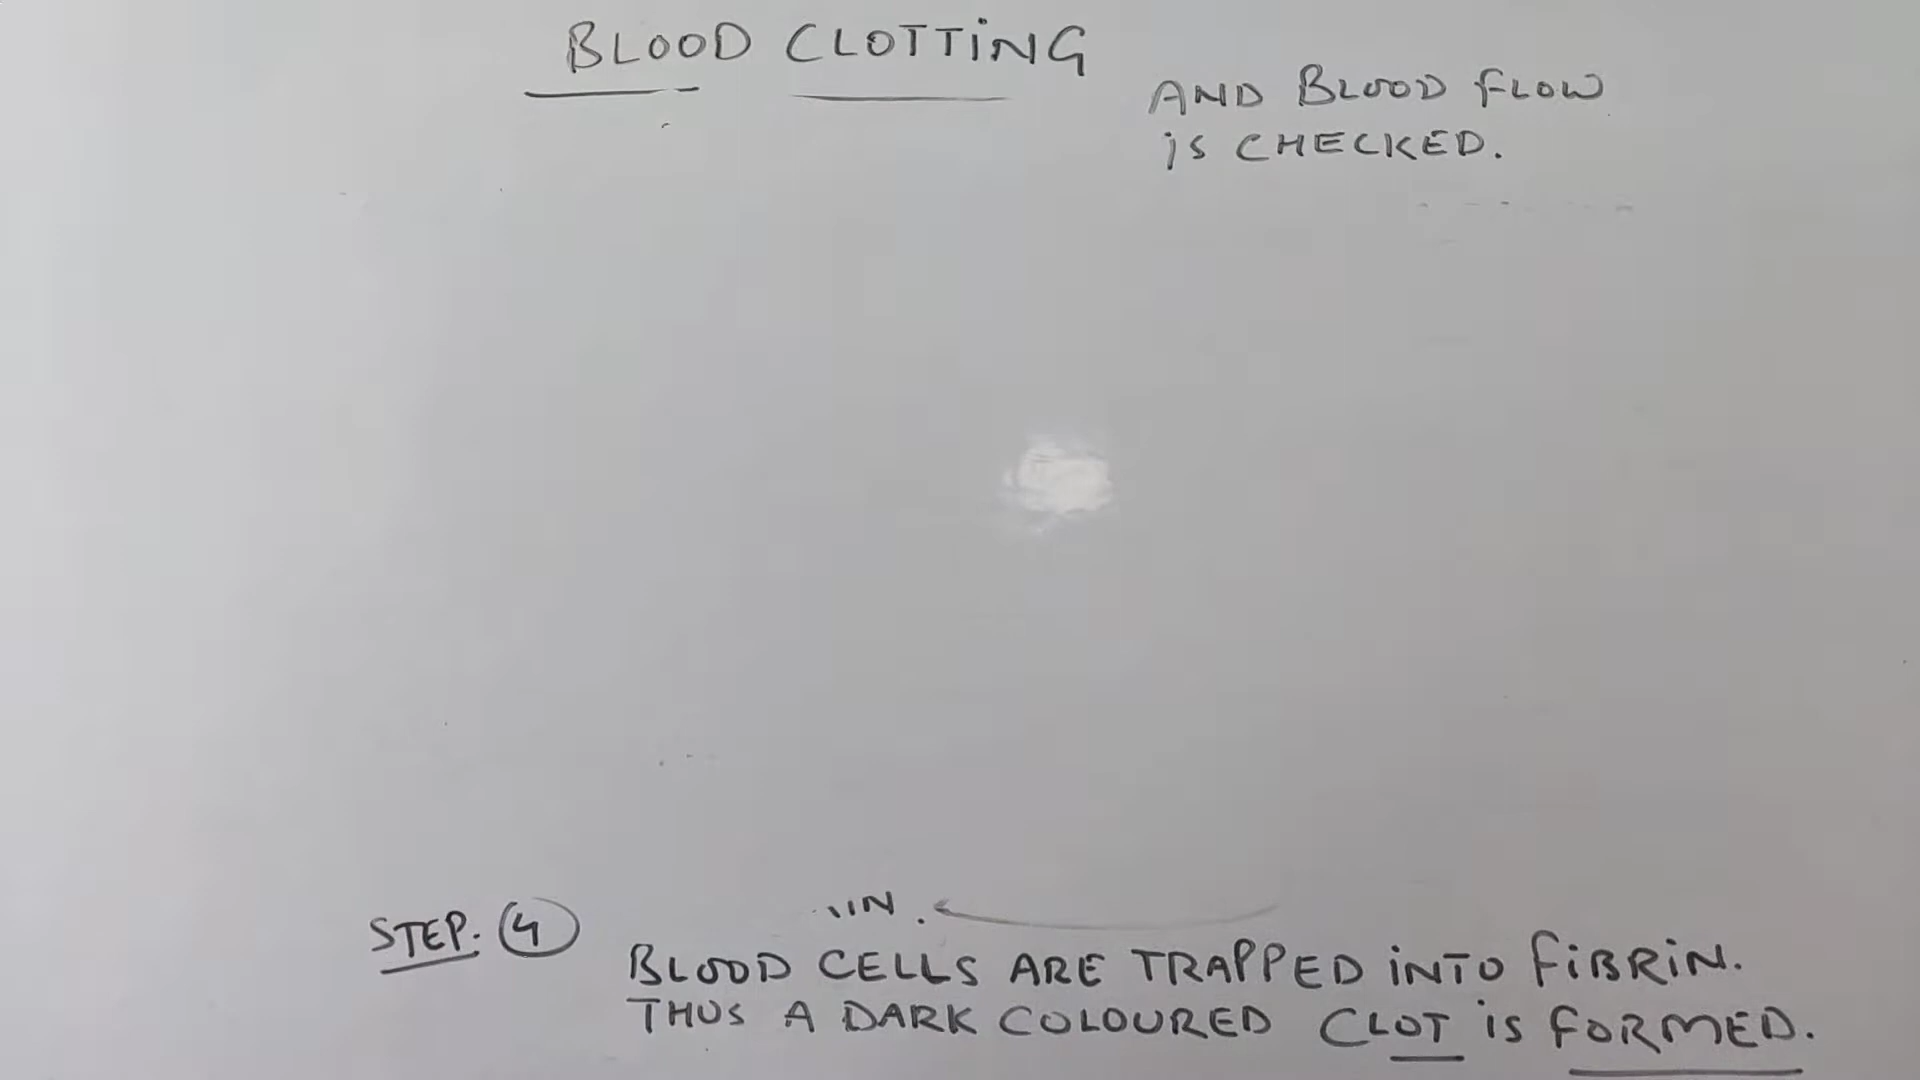 BLOOD CLOTTiNG
AND BLOOD FLOW
iS CHECKED.
STEP. 4
BLOOD CELLS ARE TRAPPED iNTO FiBRiN.
THUS A DARK COLOURED CLOT iS FORMED.